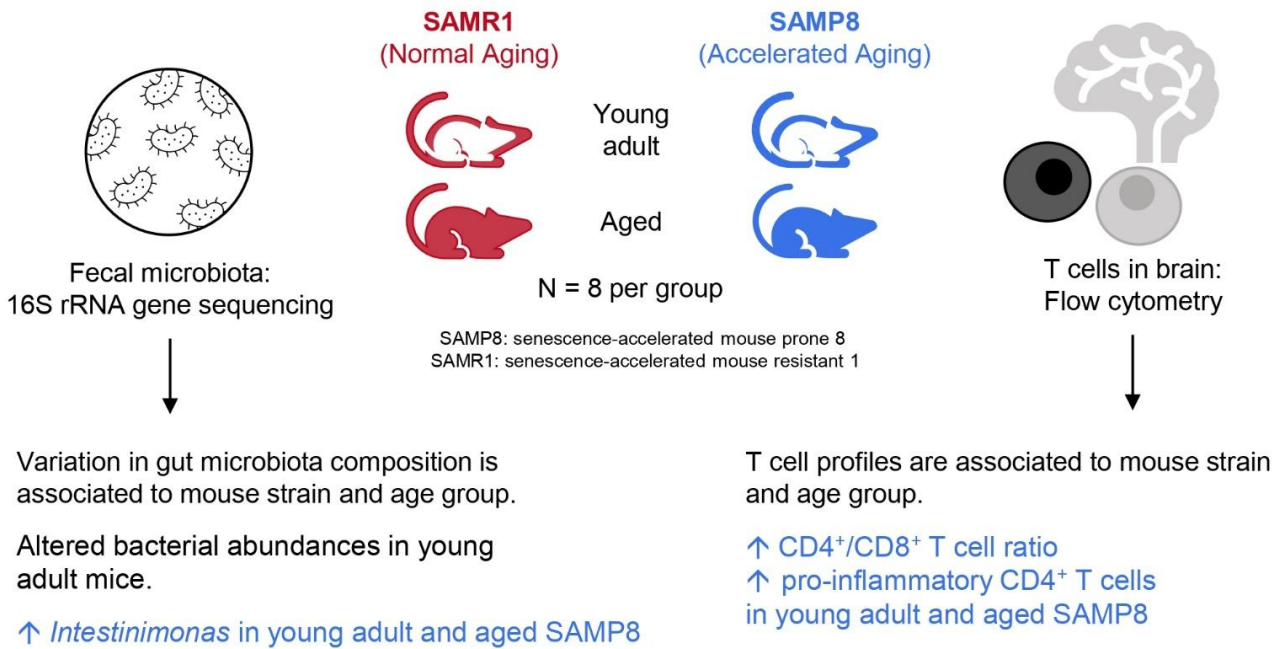 SAMR1
(Normal Aging)
SAMP8
(Accelerated Aging)
Young
adult
Aged
N = 8 per group
SAMP8: senescence-accelerated mouse prone 8
SAMR1: senescence-accelerated mouse resistant 1
Fecal microbiota:
16S rRNA gene sequencing
Variation in gut microbiota composition is
associated to mouse strain and age group.
Altered bacterial abundances in young
adult mice.
↑ Intestinimonas in young adult and aged SAMP8
T cells in brain:
Flow cytometry
T cell profiles are associated to mouse strain
and age group.
↑ CD4⁺/CD8⁺ T cell ratio
↑ pro-inflammatory CD4⁺ T cells
in young adult and aged SAMP8